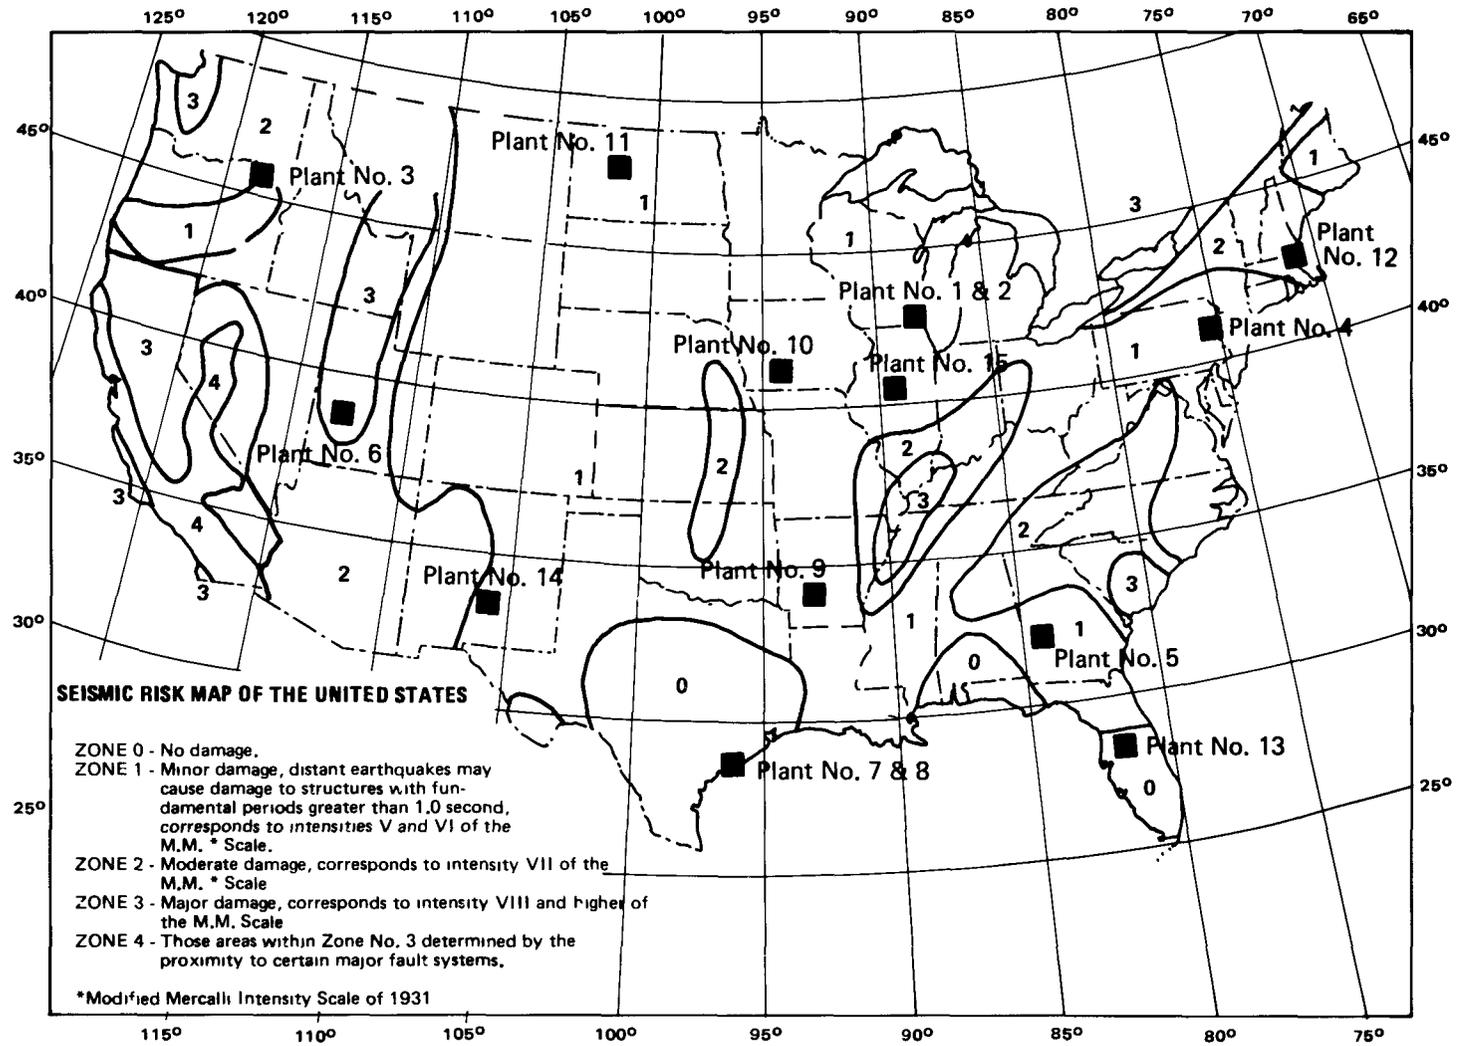 125° 120° 115° 110° 105° 100° 95° 90° 85° 80° 75° 70° 65°
45°
40°
35°
30°
25°
45°
40°
35°
30°
25°
3
2
Plant No. 3
1
3
3
4
Plant No. 6
3
4
3
2
Plant No. 11
1
1
3
1
2
Plant
No. 12
Plant No. 1 & 2
Plant No. 4
Plant No. 10
Plant No. 15
1
2
2
1
3
2
Plant No. 14
Plant No. 9
3
1
1
Plant No. 5
0
0
Plant No. 7 & 8
Plant No. 13
0
SEISMIC RISK MAP OF THE UNITED STATES
ZONE 0 - No damage.
ZONE 1 - Minor damage, distant earthquakes may
cause damage to structures with fun-
damental periods greater than 1.0 second,
corresponds to intensities V and VI of the
M.M. * Scale.
ZONE 2 - Moderate damage, corresponds to intensity VII of the
M.M. * Scale
ZONE 3 - Major damage, corresponds to intensity VIII and higher of
the M.M. Scale
ZONE 4 - Those areas within Zone No. 3 determined by the
proximity to certain major fault systems.
*Modified Mercalli Intensity Scale of 1931
115° 110° 105° 100° 95° 90° 85° 80° 75°